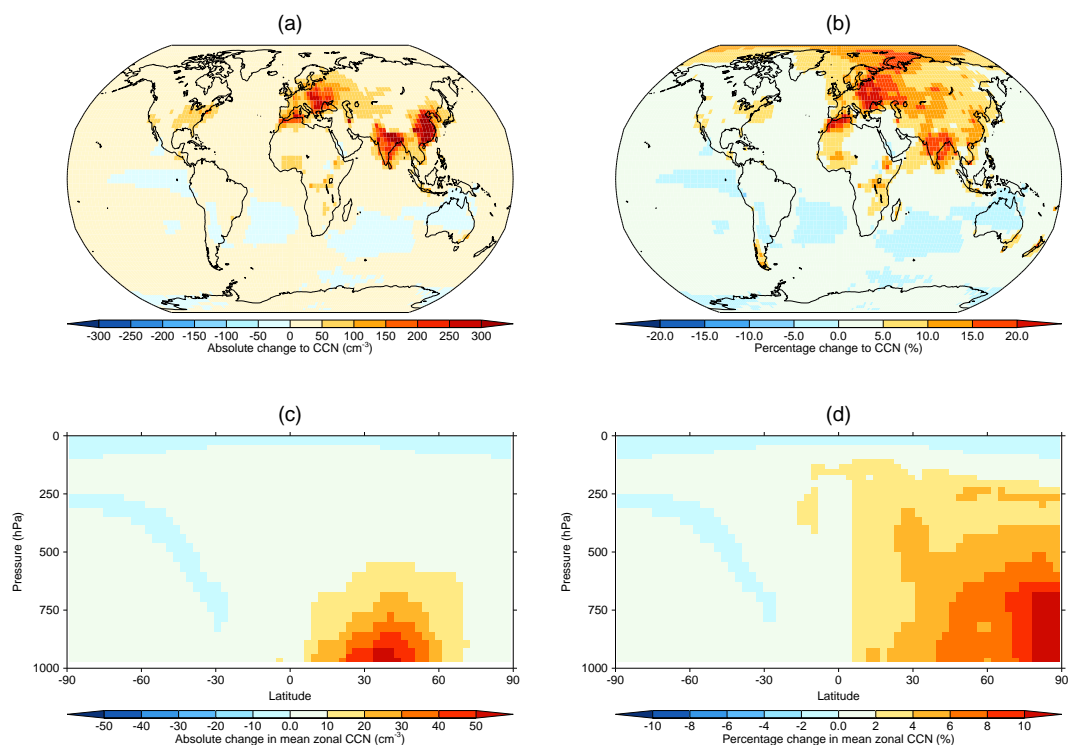 (a)
(b)
-300 -200 -100 -50 0 50 100 150 200 300
Absolute change to CCN (cm-3)
-20.0 -10.0 -5.0 0.0 5.0 10.0 15.0 20.0
Percentage change to CCN (%)
(c)
(d)
0
250
500
750
1000
Pressure (hPa)
-90 -60 -30 0 30 60 90
Latitude
-50 -40 -30 -20 -10 0.0 10 20 30 40 50
Absolute change in mean zonal CCN (cm-3)
0
250
500
750
1000
Pressure (hPa)
-90 -60 -30 0 30 60 90
Latitude
-10 -8 -6 -4 -2 0.0 2 4 6 8 10
Percentage change in mean zonal CCN (%)